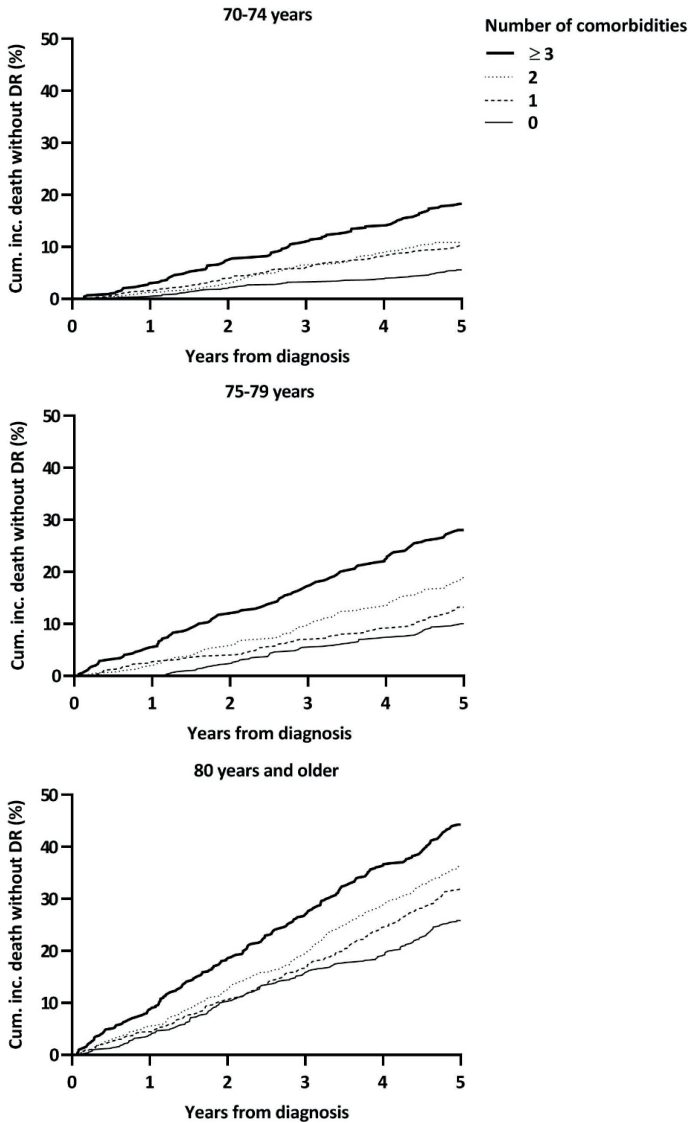 70-74 years
Number of comorbidities
≥ 3
2
1
0
Cum. inc. death without DR (%)
50
40
30
20
10
0
0 1 2 3 4 5
Years from diagnosis
75-79 years
Cum. inc. death without DR (%)
50
40
30
20
10
0
0 1 2 3 4 5
Years from diagnosis
80 years and older
Cum. inc. death without DR (%)
50
40
30
20
10
0
0 1 2 3 4 5
Years from diagnosis